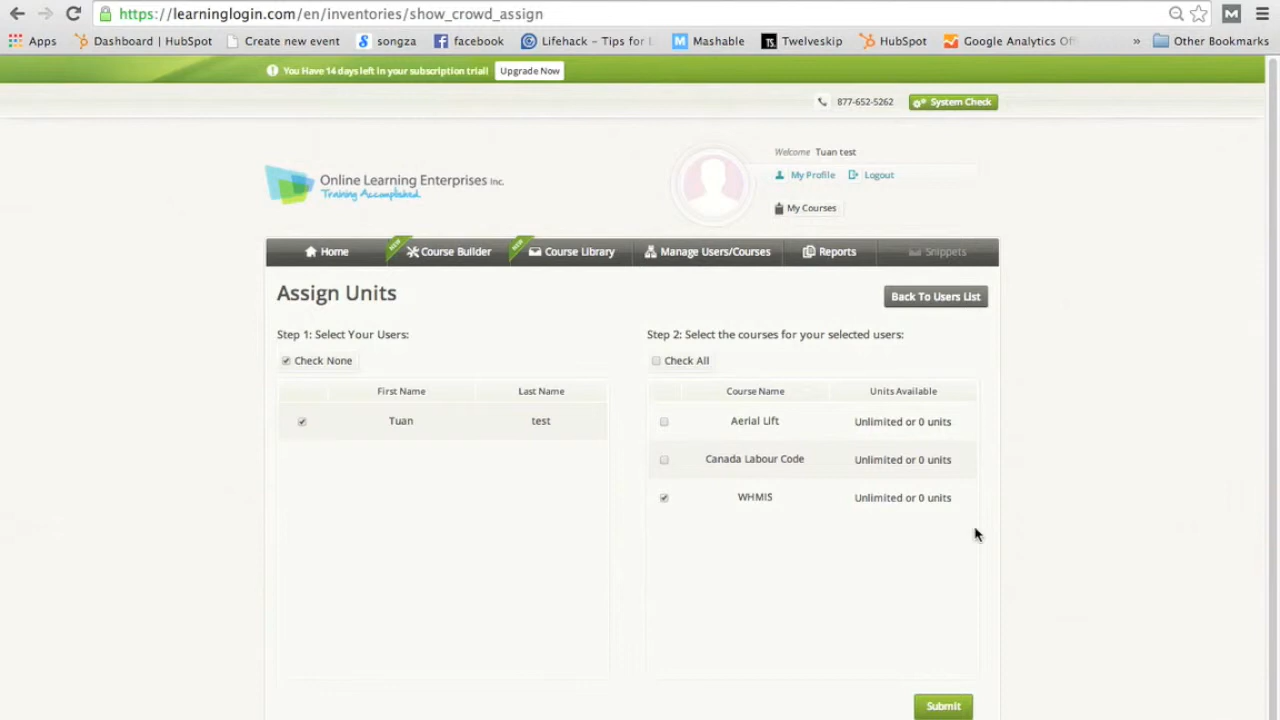 https://learninglogin.com/en/inventories/show_crowd_assign
Apps Dashboard | HubSpot Create new event songza facebook Lifehack – Tips for L Mashable Twelveskip HubSpot Google Analytics Of » Other Bookmarks
You Have 14 days left in your subscription trial! Upgrade Now
877-652-5262 System Check
Welcome Tuan test
My Profile Logout
Online Learning Enterprises Inc.
Training Accomplished.
My Courses
Home NEW Course Builder NEW Course Library Manage Users/Courses Reports Snippets
Assign Units Back To Users List
Step 1: Select Your Users: Step 2: Select the courses for your selected users:
Check None Check All
First Name Last Name Course Name Units Available
Tuan test Aerial Lift Unlimited or 0 units
Canada Labour Code Unlimited or 0 units
WHMIS Unlimited or 0 units
Submit